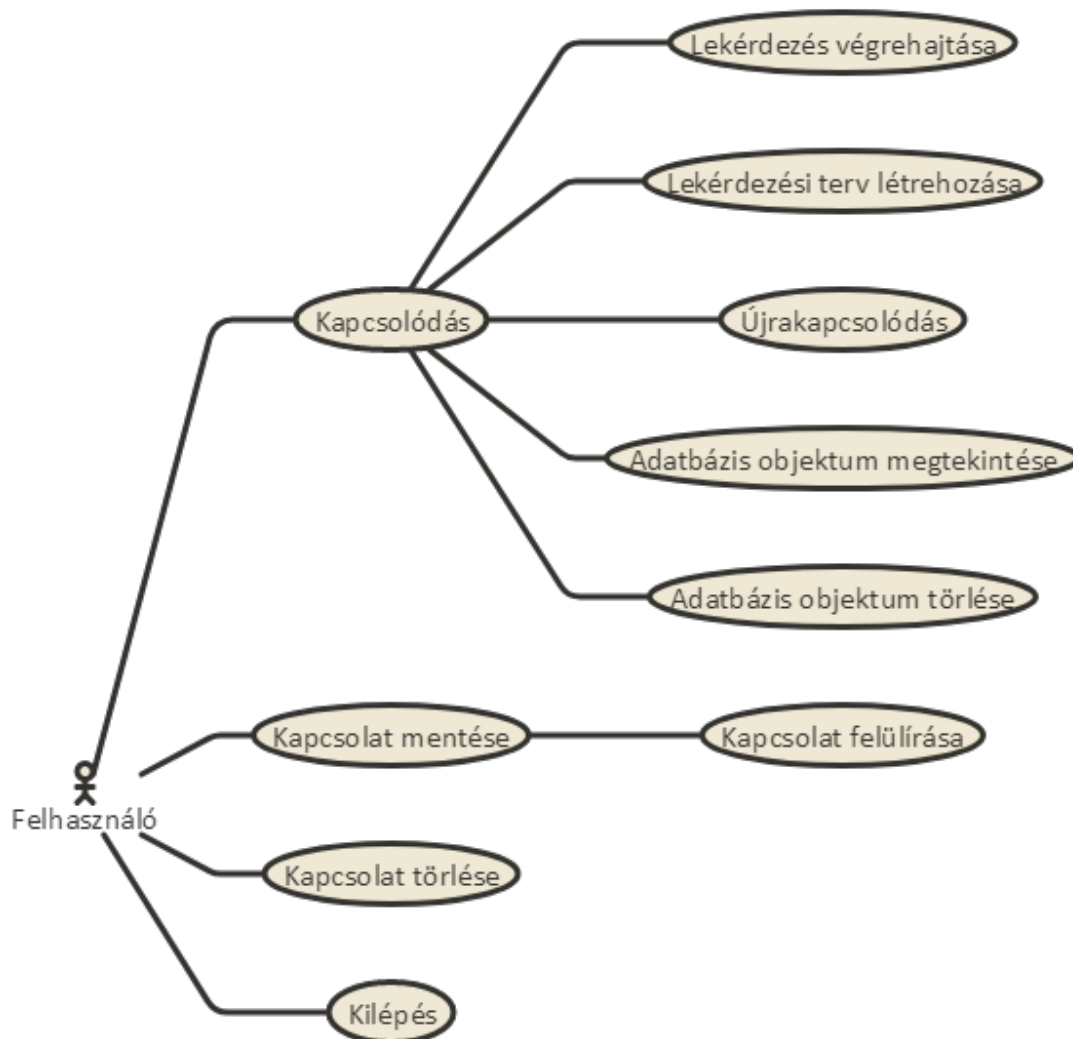 Lekérdezés végrehajtása
Lekérdezési terv létrehozása
Kapcsolódás
Újrakapcsolódás
Adatbázis objektum megtekintése
Adatbázis objektum törlése
Kapcsolat mentése
Kapcsolat felülírása
Felhasználó
Kapcsolat törlése
Kilépés